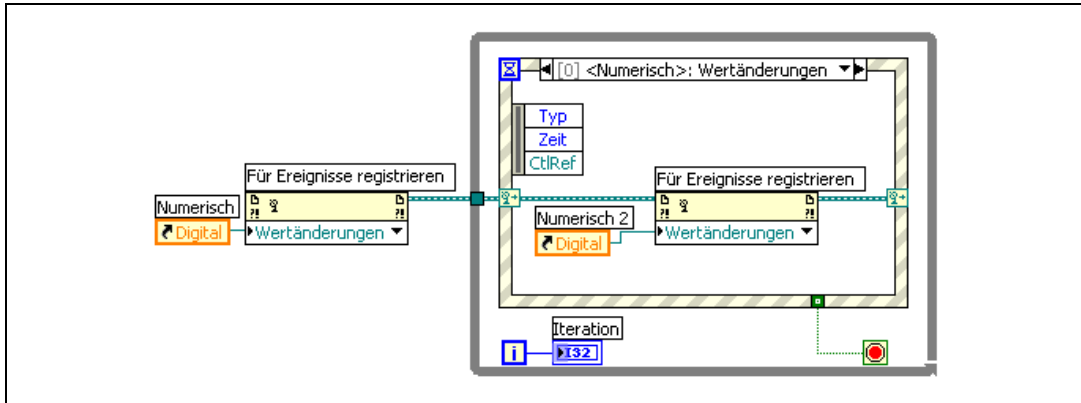 [0] <Numerisch>: Wertänderungen
Typ
Zeit
CtlRef
Für Ereignisse registrieren
Numerisch
Digital
Wertänderungen
Für Ereignisse registrieren
Numerisch 2
Digital
Wertänderungen
Iteration
i
I32